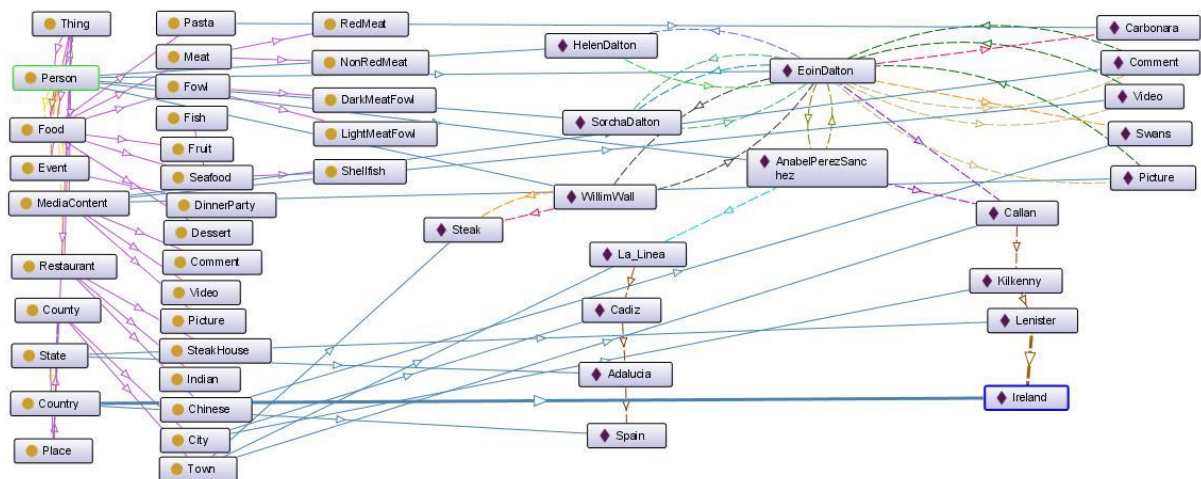 Thing
Person
Food
Event
MediaContent
Restaurant
County
State
Country
Place
Pasta
Meat
Fowl
Fish
Fruit
Seafood
DinnerParty
Dessert
Comment
Video
Picture
SteakHouse
Indian
Chinese
City
Town
RedMeat
NonRedMeat
DarkMeatFowl
LightMeatFowl
Shellfish
HelenDalton
SorchaDalton
WillimWall
Steak
La_Linea
Cadiz
Adalucia
Spain
EoinDalton
AnabelPerezSanc
hez
Carbonara
Comment
Video
Swans
Picture
Callan
Kilkenny
Lenister
Ireland